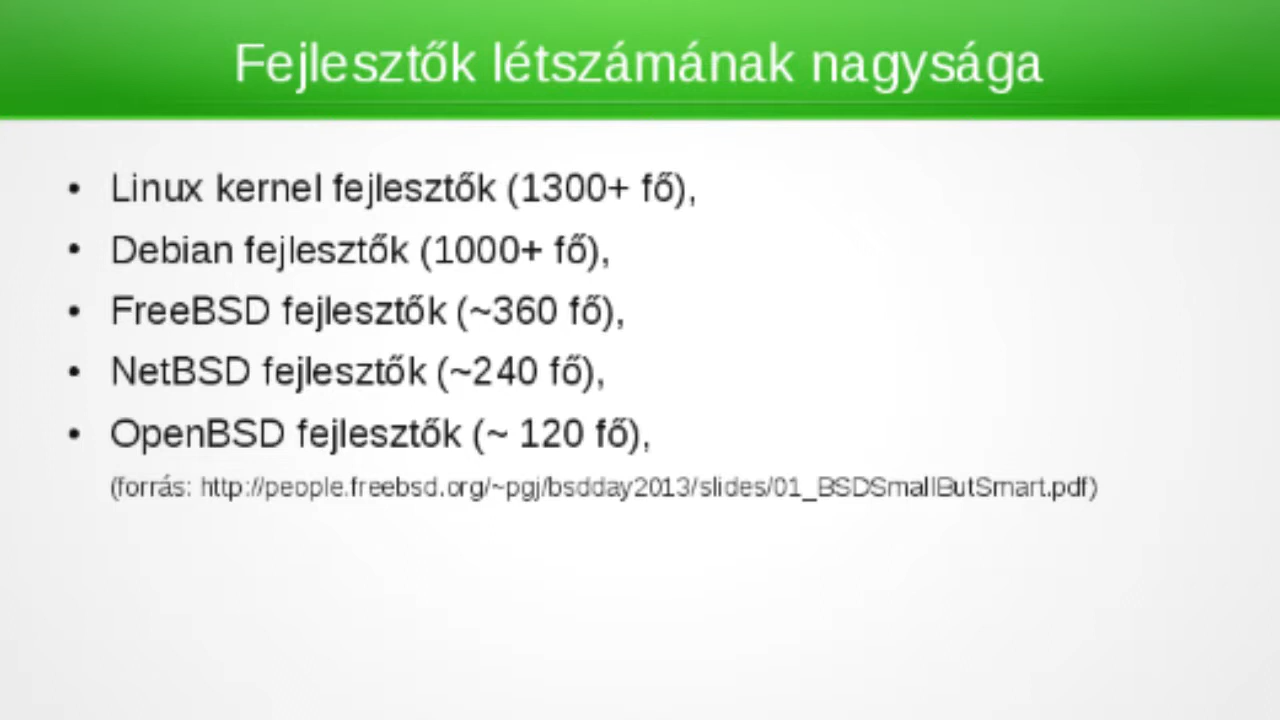 Fejlesztők létszámának nagysága
• Linux kernel fejlesztők (1300+ fő),
• Debian fejlesztők (1000+ fő),
• FreeBSD fejlesztők (~360 fő),
• NetBSD fejlesztők (~240 fő),
• OpenBSD fejlesztők (~ 120 fő),
(forrás: http://people.freebsd.org/~pgj/bsdday2013/slides/01_BSDSmallButSmart.pdf)